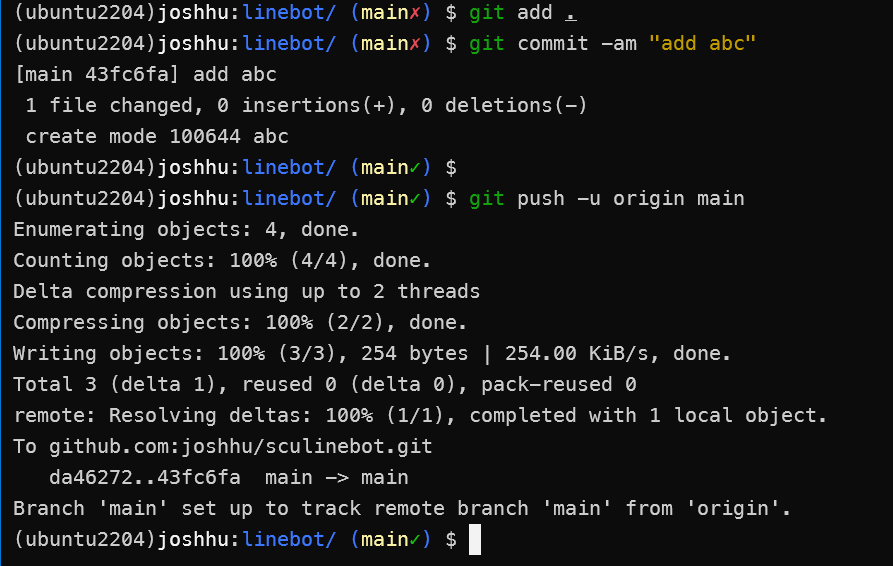 (ubuntu2204)joshhu:linebot/ (main✗) $ git add .
(ubuntu2204)joshhu:linebot/ (main✗) $ git commit -am "add abc"
[main 43fc6fa] add abc
 1 file changed, 0 insertions(+), 0 deletions(-)
 create mode 100644 abc
(ubuntu2204)joshhu:linebot/ (main✓) $
(ubuntu2204)joshhu:linebot/ (main✓) $ git push -u origin main
Enumerating objects: 4, done.
Counting objects: 100% (4/4), done.
Delta compression using up to 2 threads
Compressing objects: 100% (2/2), done.
Writing objects: 100% (3/3), 254 bytes | 254.00 KiB/s, done.
Total 3 (delta 1), reused 0 (delta 0), pack-reused 0
remote: Resolving deltas: 100% (1/1), completed with 1 local object.
To github.com:joshhu/sculinebot.git
   da46272..43fc6fa  main -> main
Branch 'main' set up to track remote branch 'main' from 'origin'.
(ubuntu2204)joshhu:linebot/ (main✓) $